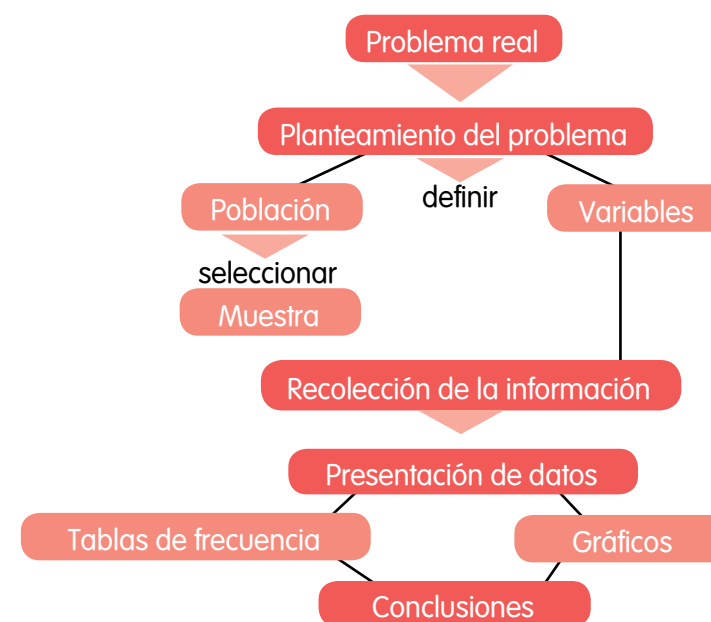 Problema real
Planteamiento del problema
definir
Población
Variables
seleccionar
Muestra
Recolección de la información
Presentación de datos
Tablas de frecuencia
Gráficos
Conclusiones